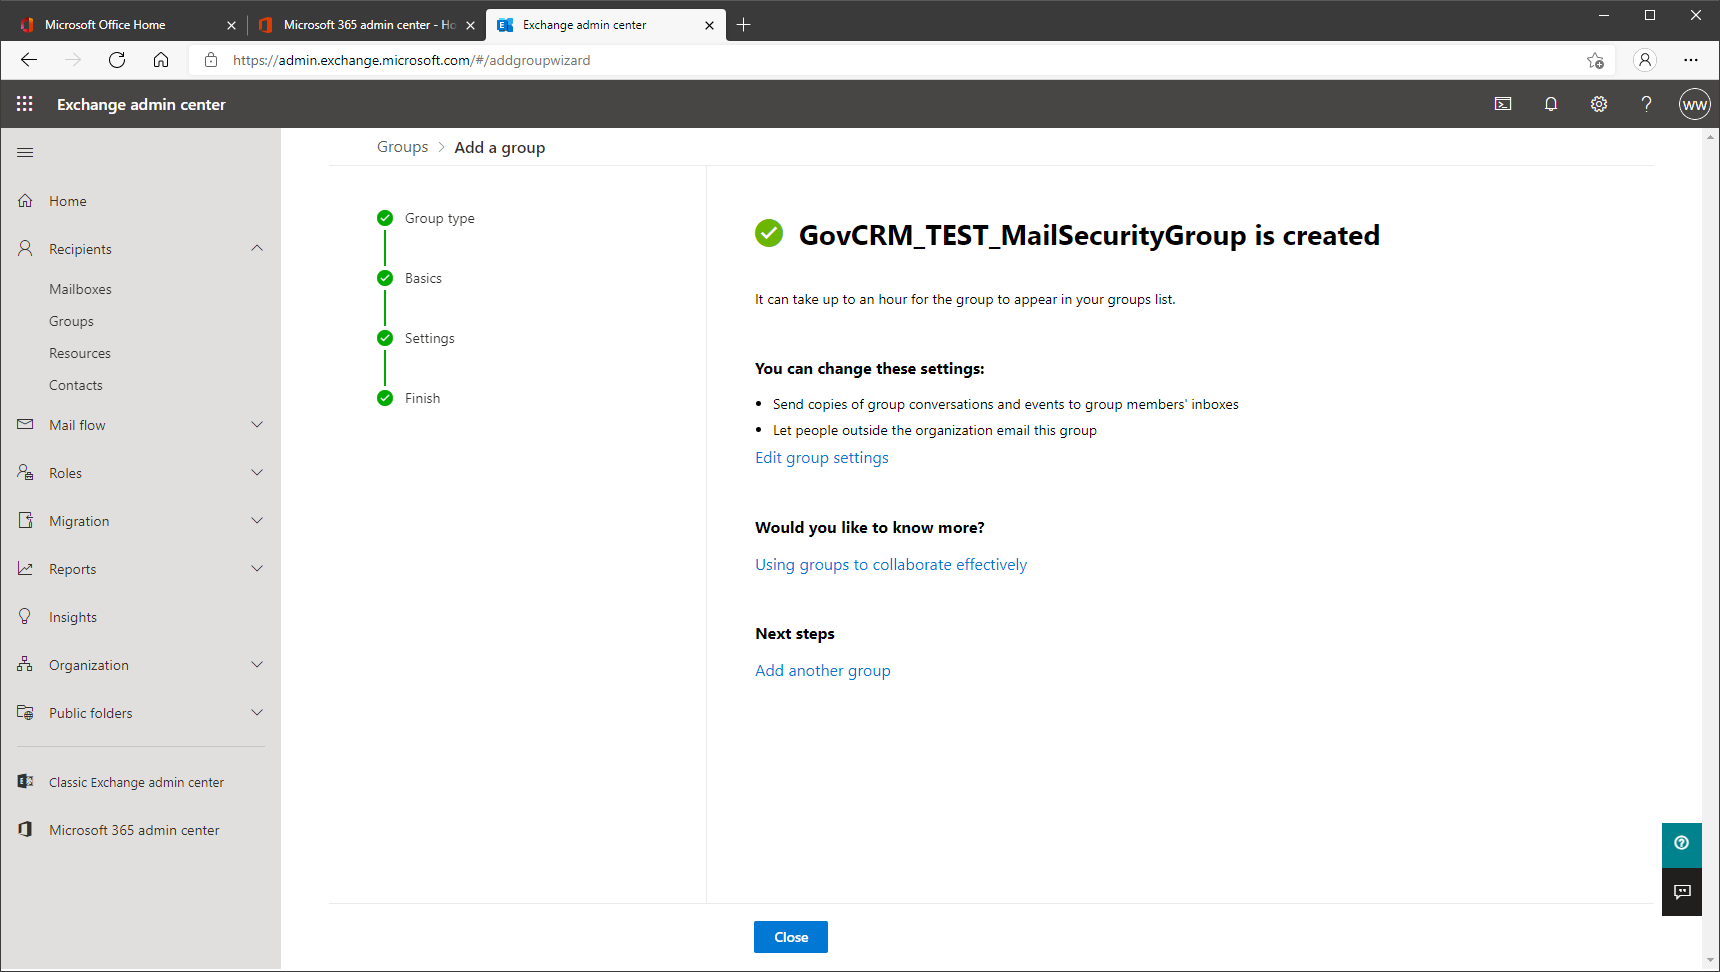 Microsoft Office Home
Microsoft 365 admin center - Ho
Exchange admin center
https://admin.exchange.microsoft.com/#/addgroupwizard
Exchange admin center
WW
Groups > Add a group
Home
Recipients
Mailboxes
Groups
Resources
Contacts
Mail flow
Roles
Migration
Reports
Insights
Organization
Public folders
Classic Exchange admin center
Microsoft 365 admin center
Group type
Basics
Settings
Finish
GovCRM_TEST_MailSecurityGroup is created
It can take up to an hour for the group to appear in your groups list.
You can change these settings:
• Send copies of group conversations and events to group members' inboxes
• Let people outside the organization email this group
Edit group settings
Would you like to know more?
Using groups to collaborate effectively
Next steps
Add another group
Close